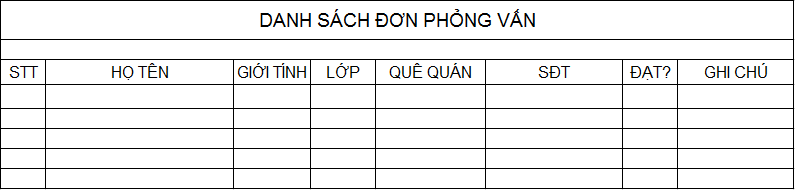 DANH SÁCH ĐƠN PHỎNG VẤN
STT HỌ TÊN GIỚI TÍNH LỚP QUÊ QUÁN SĐT ĐẠT? GHI CHÚ